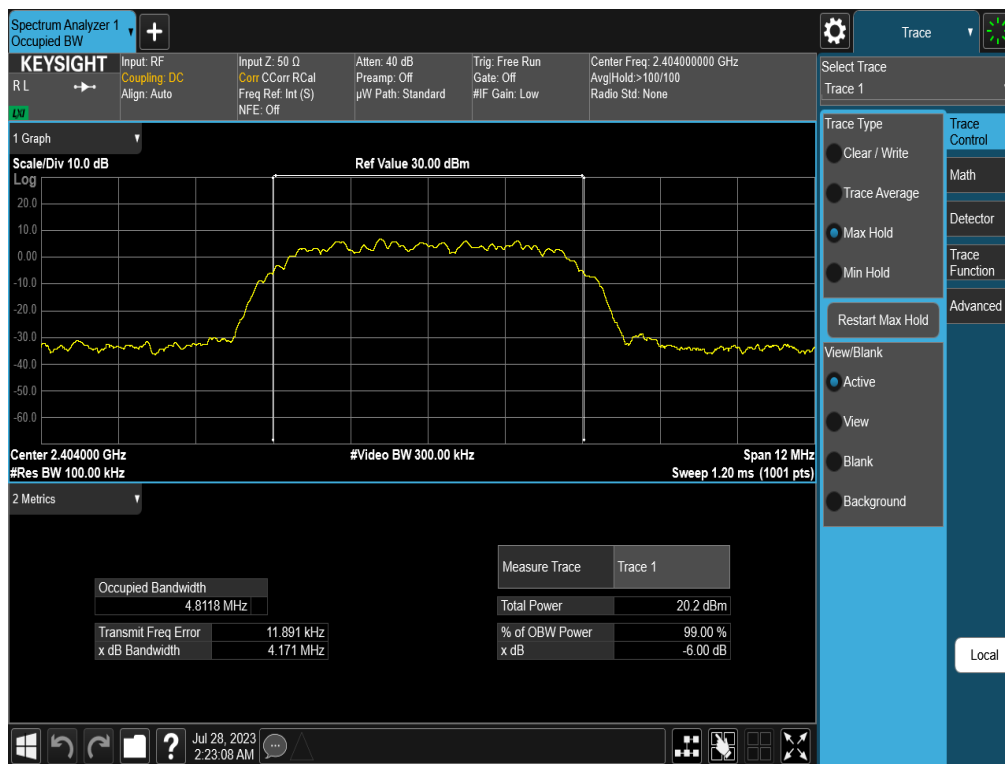 Spectrum Analyzer 1
Occupied BW
Trace
KEYSIGHT
R L
LXI
Input: RF
Coupling: DC
Align: Auto
Input Z: 50 Ω
Corr CCorr RCal
Freq Ref: Int (S)
NFE: Off
Atten: 40 dB
Preamp: Off
µW Path: Standard
Trig: Free Run
Gate: Off
#IF Gain: Low
Center Freq: 2.404000000 GHz
Avg|Hold:>100/100
Radio Std: None
Select Trace
Trace 1
1 Graph
Scale/Div 10.0 dB
Ref Value 30.00 dBm
Log
20.0
10.0
0.00
-10.0
-20.0
-30.0
-40.0
-50.0
-60.0
Center 2.404000 GHz
#Video BW 300.00 kHz
Span 12 MHz
#Res BW 100.00 kHz
Sweep 1.20 ms (1001 pts)
Trace Type
Clear / Write
Trace Average
Max Hold
Min Hold
Restart Max Hold
View/Blank
Active
View
Blank
Background
Trace
Control
Math
Detector
Trace
Function
Advanced
Local
2 Metrics
Measure Trace Trace 1
Occupied Bandwidth
4.8118 MHz
Total Power 20.2 dBm
Transmit Freq Error 11.891 kHz
% of OBW Power 99.00 %
x dB Bandwidth 4.171 MHz
x dB -6.00 dB
?
Jul 28, 2023
2:23:08 AM